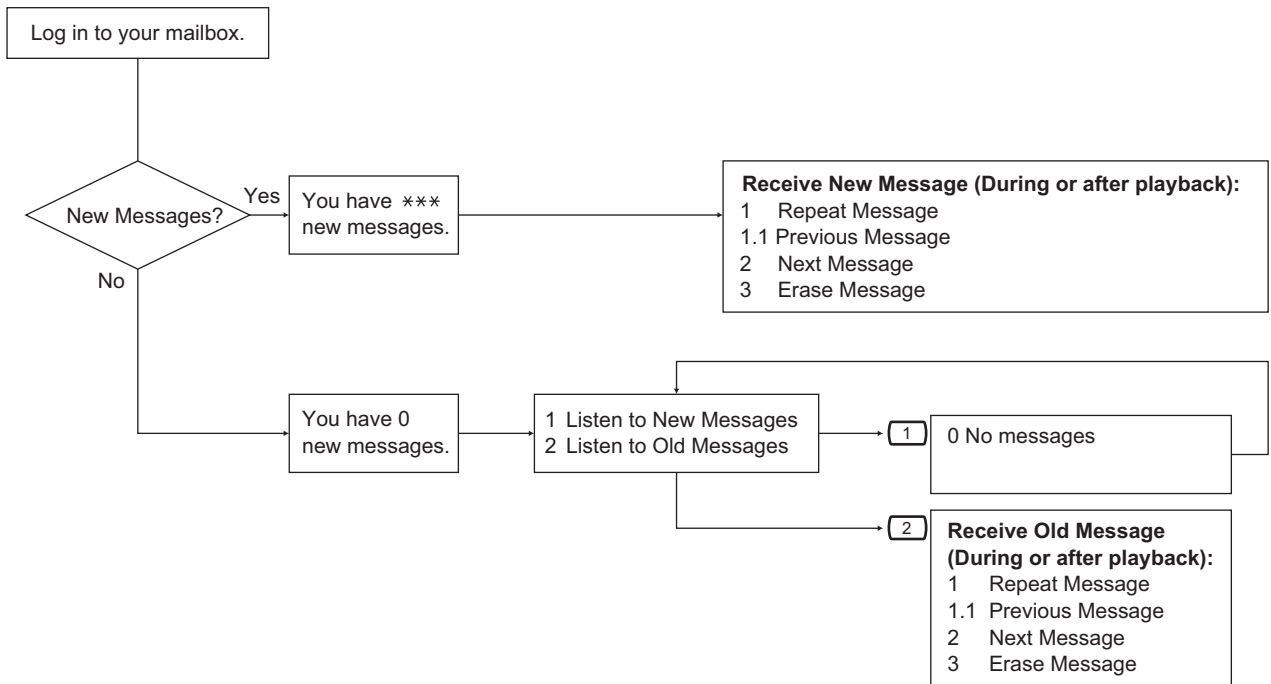 Log in to your mailbox.
New Messages?
Yes
You have ***
new messages.
Receive New Message (During or after playback):
1 Repeat Message
1.1 Previous Message
2 Next Message
3 Erase Message
No
You have 0
new messages.
1 Listen to New Messages
2 Listen to Old Messages
1
0 No messages
2
Receive Old Message
(During or after playback):
1 Repeat Message
1.1 Previous Message
2 Next Message
3 Erase Message